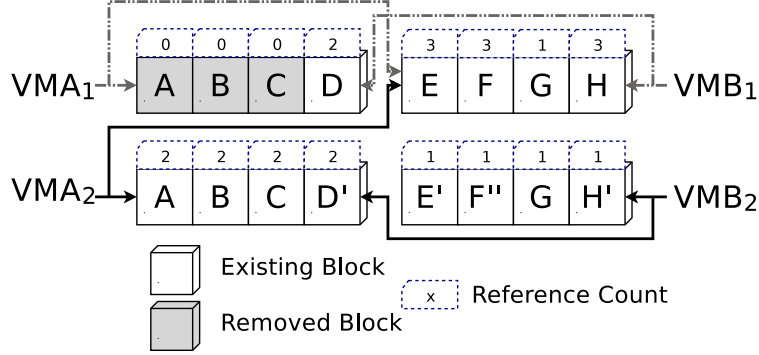 0 0 0 2 3 3 1 3
VMA₁ A B C D E F G H VMB₁
2 2 2 2 1 1 1 1
VMA₂ A B C D' E' F'' G H' VMB₂
Existing Block
x Reference Count
Removed Block